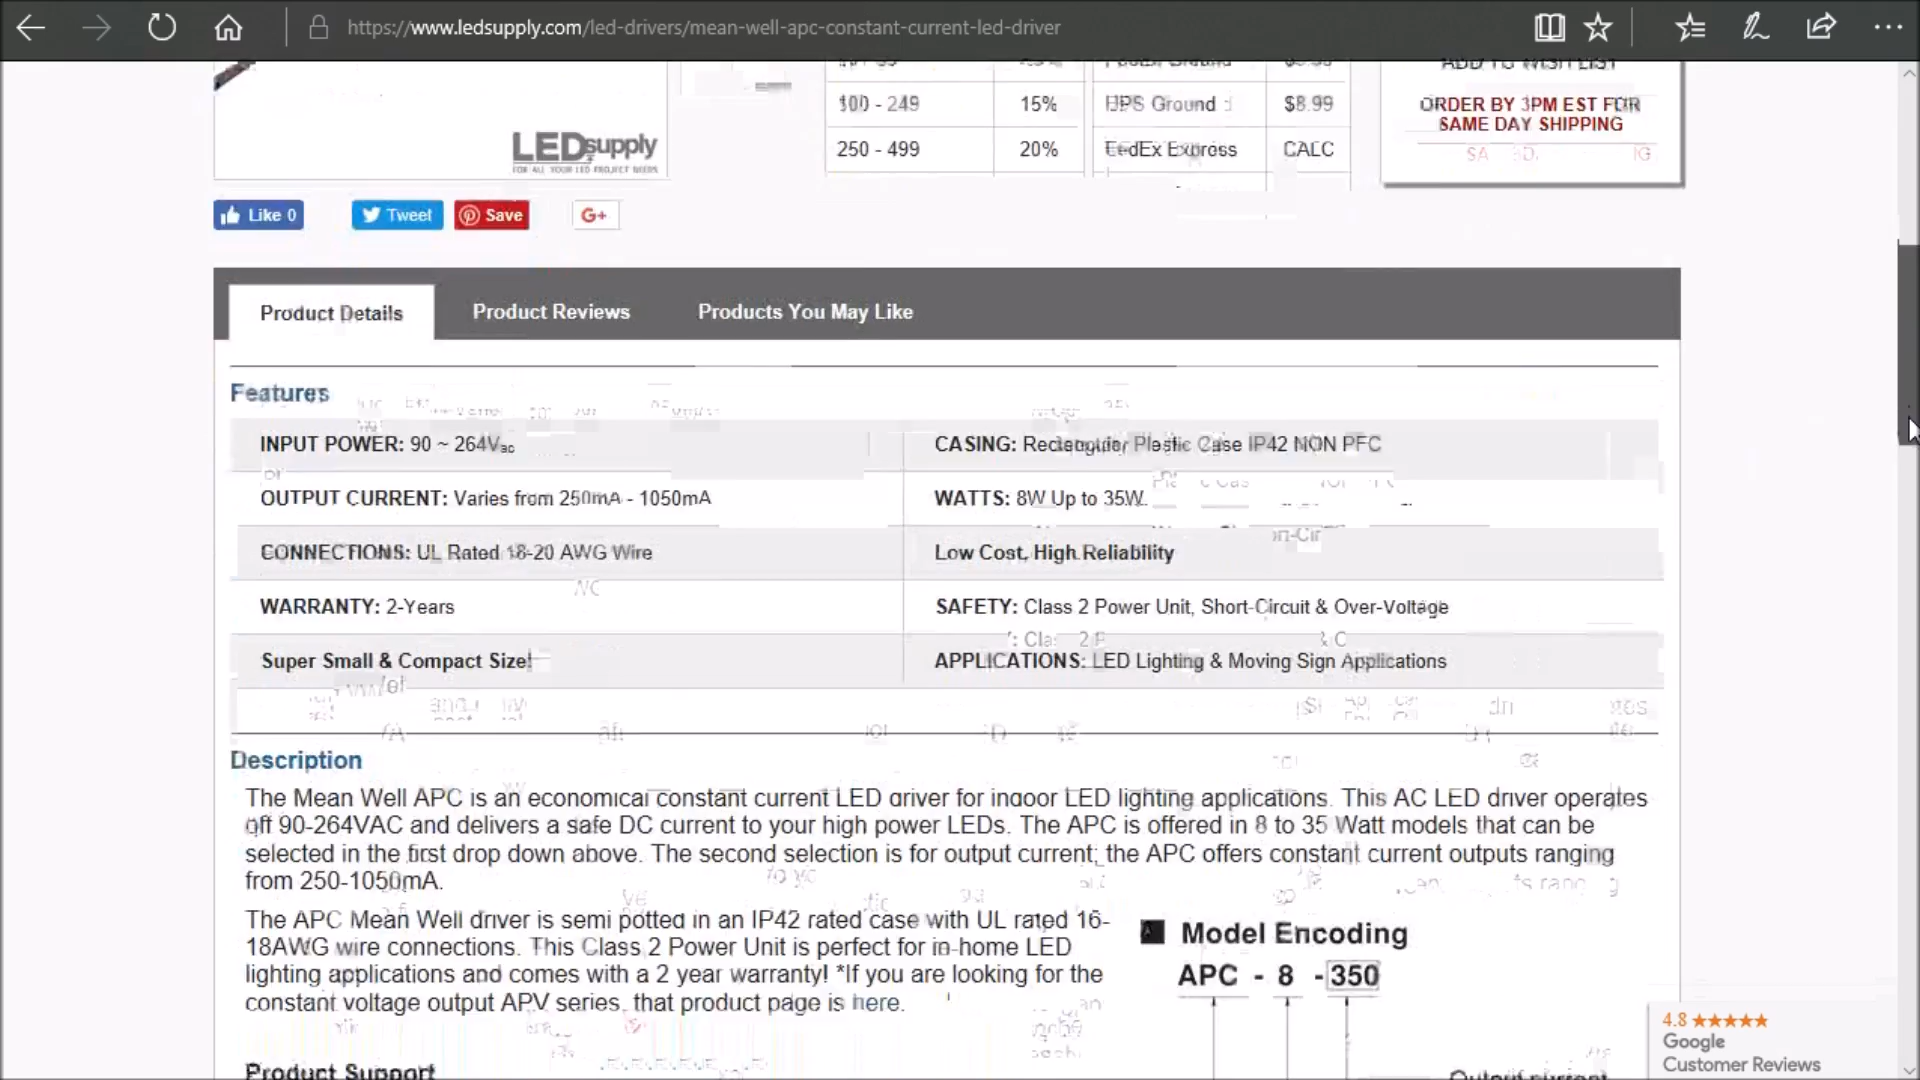 https://www.ledsupply.com/led-drivers/mean-well-apc-constant-current-led-driver
ADD TO WISH LIST
100 - 249 15% UPS Ground $8.99
ORDER BY 3PM EST FOR
SAME DAY SHIPPING
250 - 499 20% FedEx Express CALC
LEDsupply
FOR ALL YOUR LED PROJECT NEEDS
Like 0 Tweet Save G+
Product Details Product Reviews Products You May Like
Features
INPUT POWER: 90 ~ 264Vac CASING: Rectangular Plastic Case IP42 NON PFC
OUTPUT CURRENT: Varies from 250mA - 1050mA WATTS: 8W Up to 35W
CONNECTIONS: UL Rated 18-20 AWG Wire Low Cost, High Reliability
WARRANTY: 2-Years SAFETY: Class 2 Power Unit, Short-Circuit & Over-Voltage
Super Small & Compact Size! APPLICATIONS: LED Lighting & Moving Sign Applications
Description
The Mean Well APC is an economical constant current LED driver for indoor LED lighting applications. This AC LED driver operates
off 90-264VAC and delivers a safe DC current to your high power LEDs. The APC is offered in 8 to 35 Watt models that can be
selected in the first drop down above. The second selection is for output current; the APC offers constant current outputs ranging
from 250-1050mA.
The APC Mean Well driver is semi potted in an IP42 rated case with UL rated 16-
18AWG wire connections. This Class 2 Power Unit is perfect for in-home LED
lighting applications and comes with a 2 year warranty! *If you are looking for the
constant voltage output APV series, that product page is here.
Model Encoding
APC - 8 - 350
Output current
Product Support
4.8 ★★★★★
Google
Customer Reviews